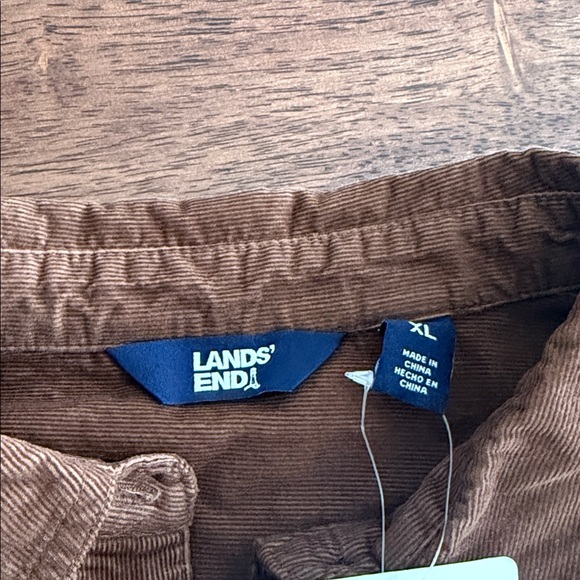 LANDS'
END
XL
MADE IN
CHINA
HECHO EN
CHINA